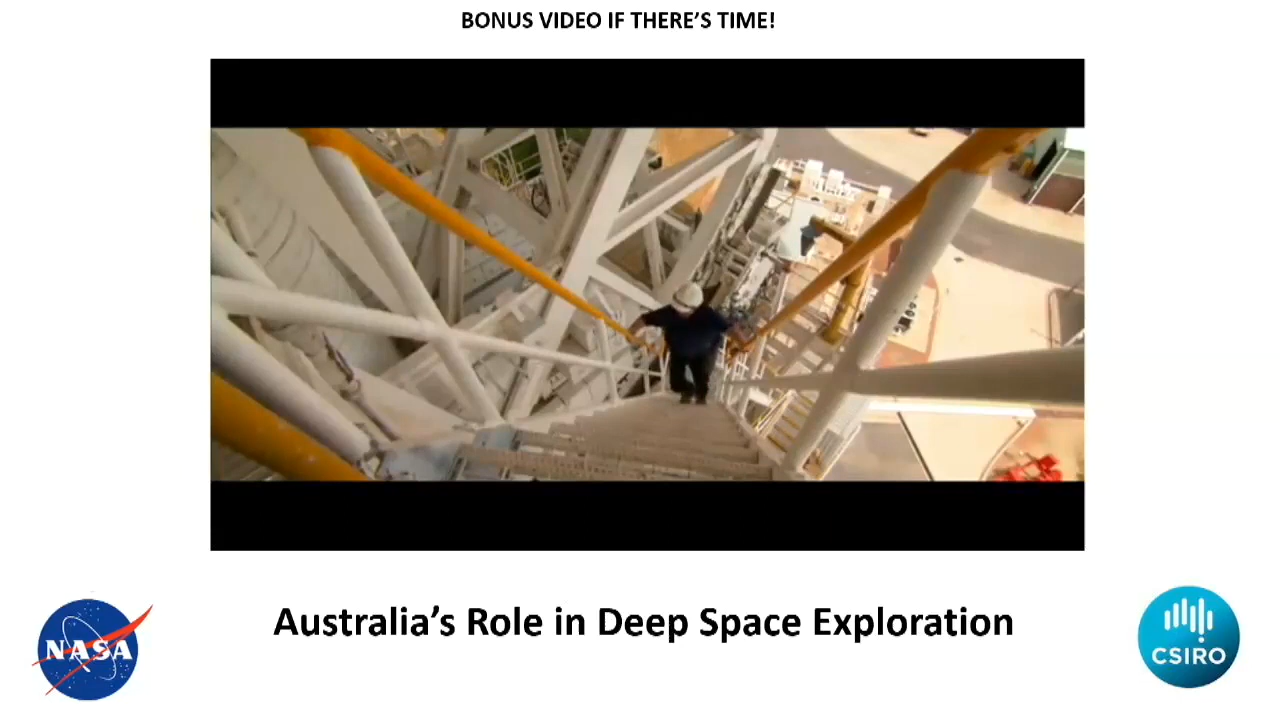 BONUS VIDEO IF THERE'S TIME!
Australia's Role in Deep Space Exploration
NASA
CSIRO